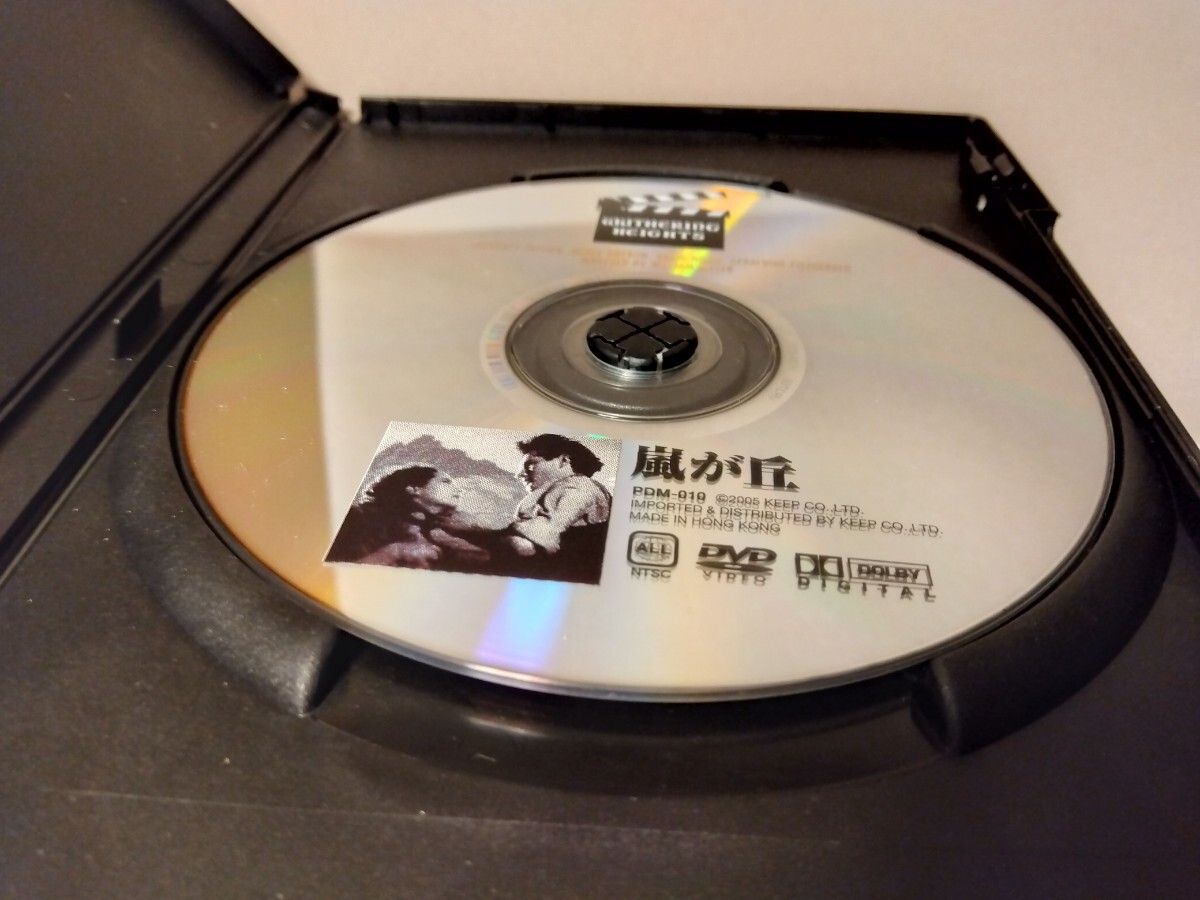 WUTHERING
HEIGHTS
嵐が丘
PDM-010 ©2005 KEEP CO.,LTD.
IMPORTED & DISTRIBUTED BY KEEP CO.,LTD.
MADE IN HONG KONG
ALL
NTSC
DVD
VIDEO
DOLBY
DIGITAL